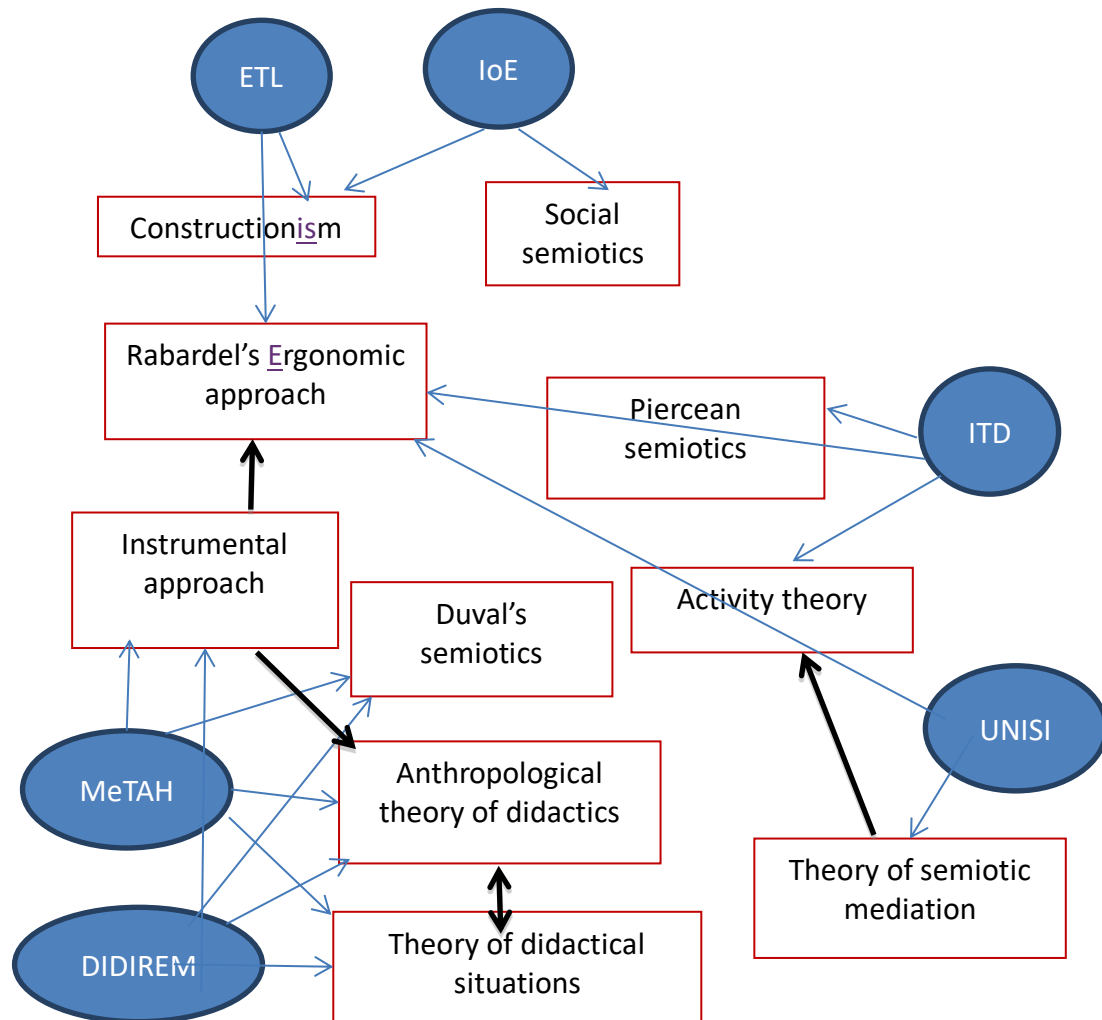 ETL
IoE
Constructionism
Social
semiotics
Rabardel’s Ergonomic
approach
Piercean
semiotics
ITD
Instrumental
approach
Duval’s
semiotics
Activity theory
UNISI
MeTAH
Anthropological
theory of didactics
Theory of semiotic
mediation
DIDIREM
Theory of didactical
situations